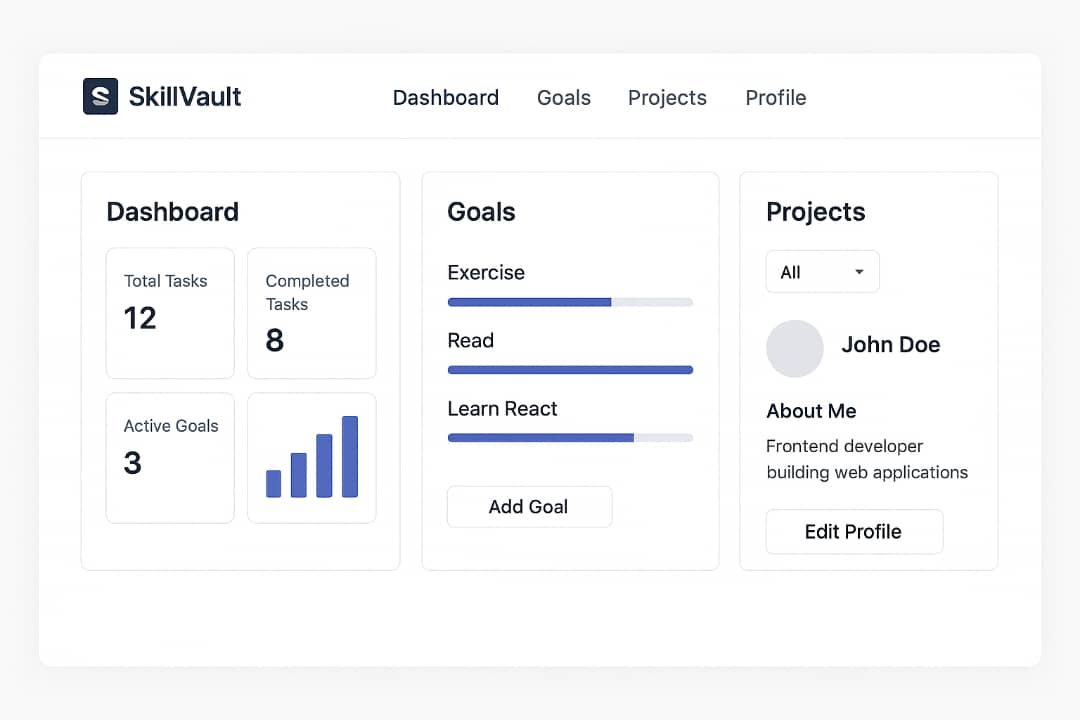 S SkillVault
Dashboard
Goals
Projects
Profile
Dashboard
Total Tasks
12
Completed
Tasks
8
Active Goals
3
Goals
Exercise
Read
Learn React
Add Goal
Projects
All
John Doe
About Me
Frontend developer
building web applications
Edit Profile